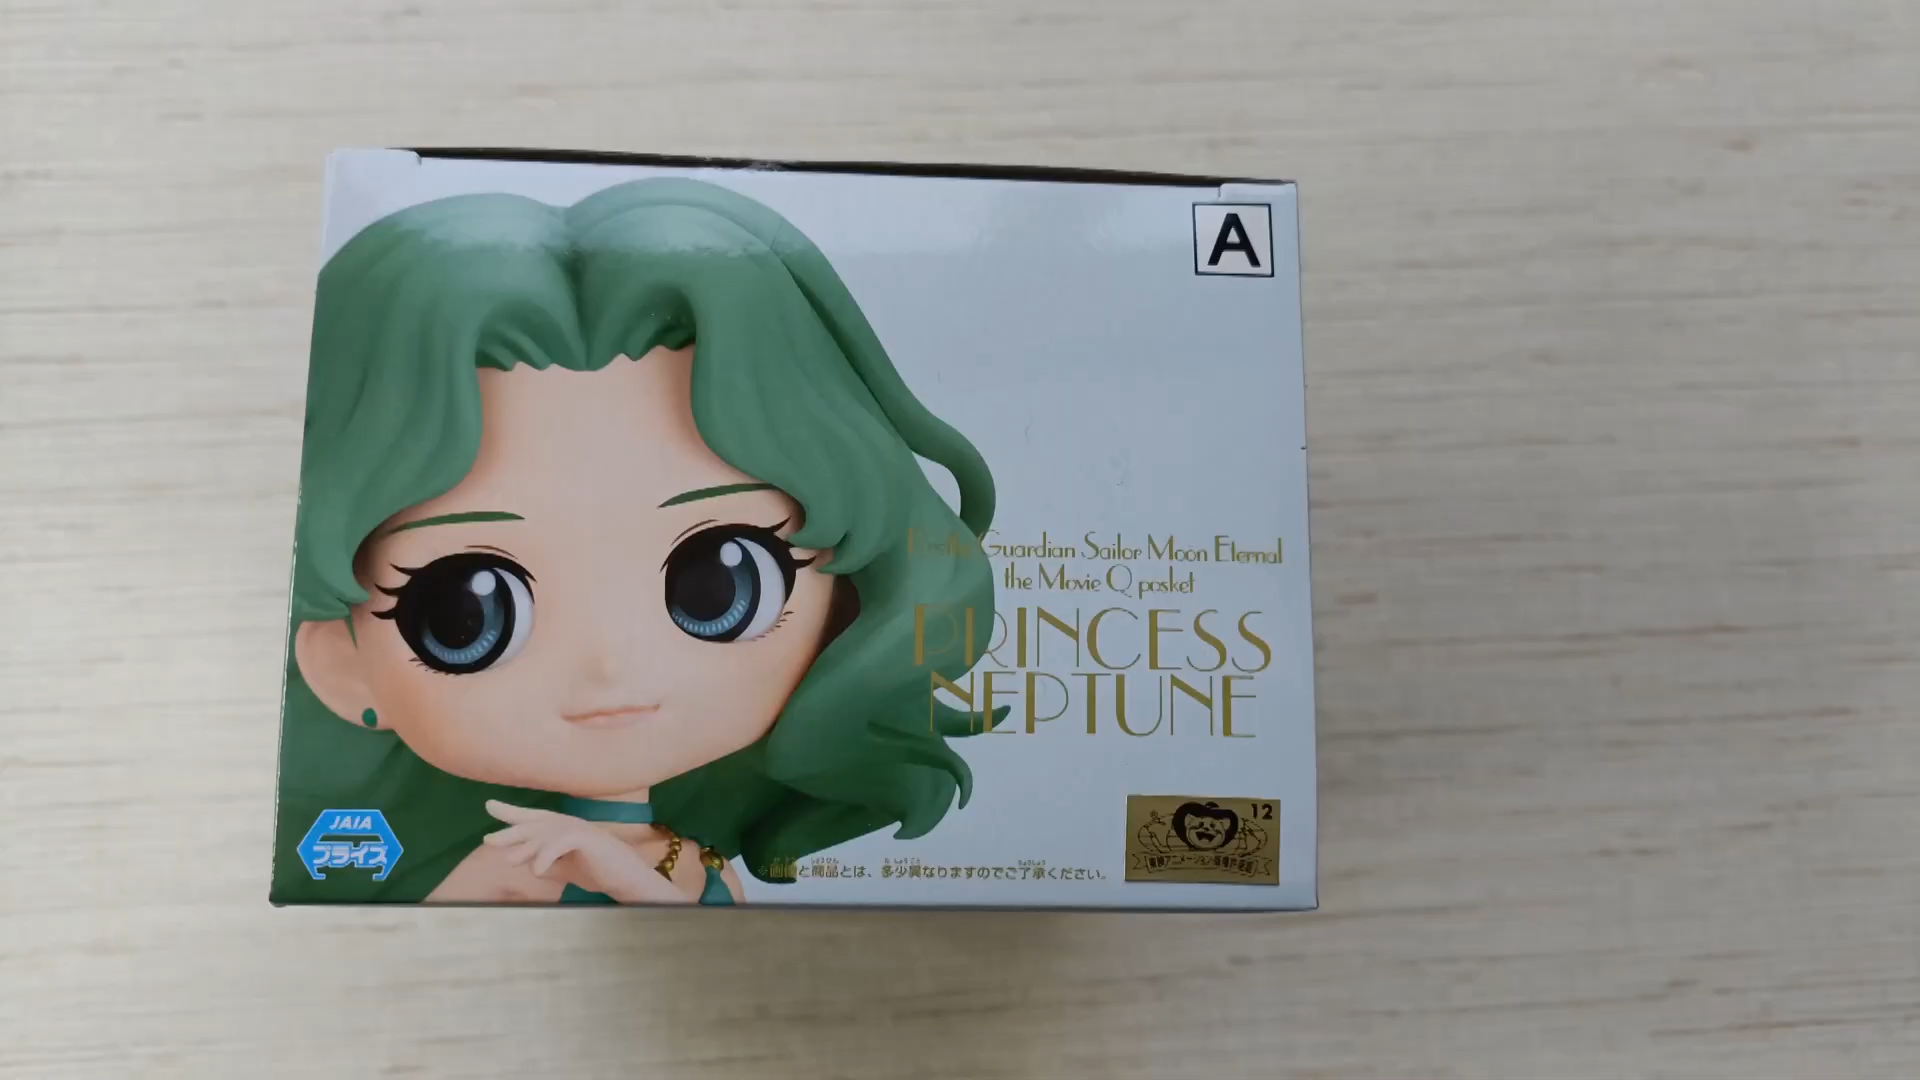 A
Pretty Guardian Sailor Moon Eternal
the Movie Q posket
PRINCESS
NEPTUNE
12
JAIA
プライズ
※画像と商品とは、多少異なりますのでご了承ください。